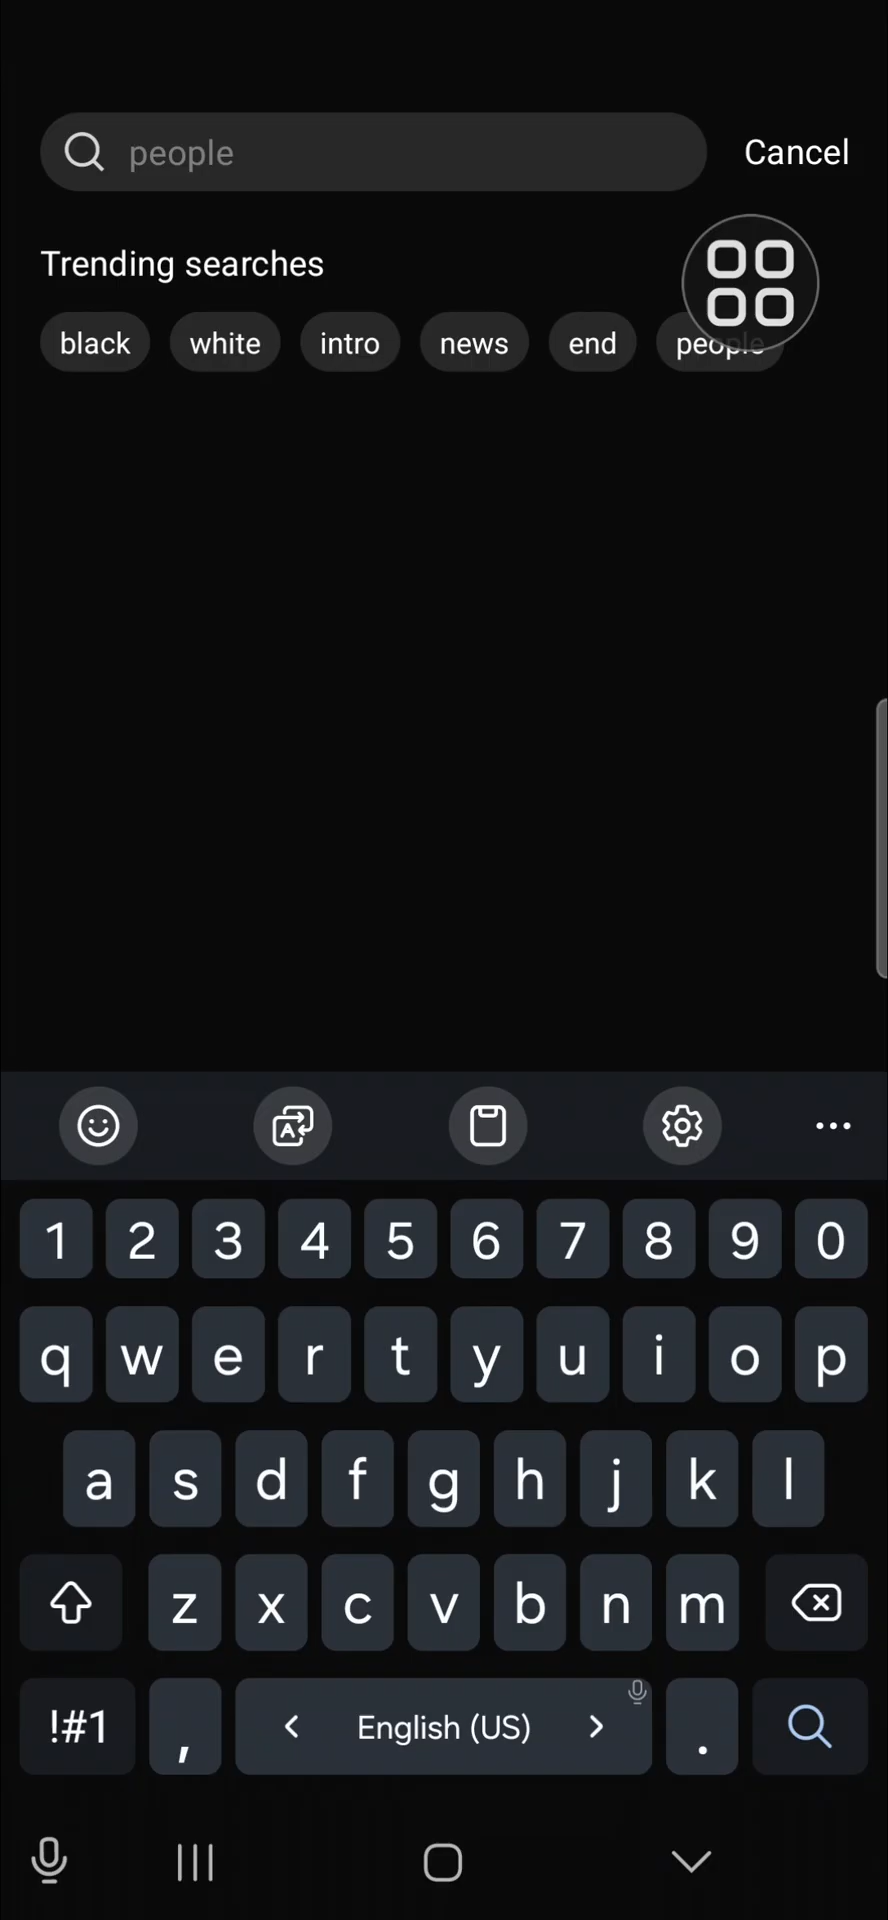 people Cancel
Trending searches
black white intro news end people
1 2 3 4 5 6 7 8 9 0
q w e r t y u i o p
a s d f g h j k l
z x c v b n m
!#1 , < English (US) > .